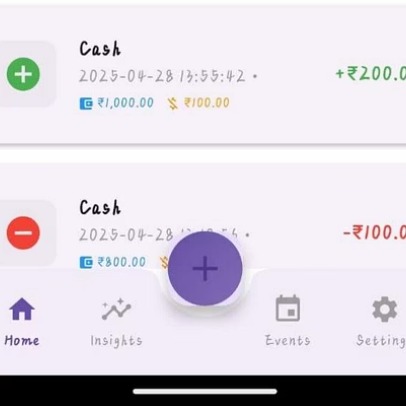 Cash
2025-04-28 13:55:42 •
+₹200.0
₹1,000.00 ₹100.00
Cash
2025-04-28
-₹100.0
₹800.00
Home Insights Events Setting